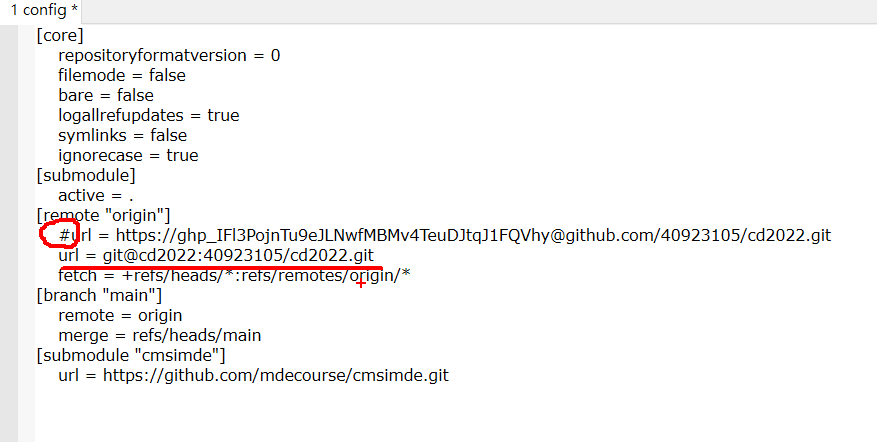 1 config *
[core]
repositoryformatversion = 0
filemode = false
bare = false
logallrefupdates = true
symlinks = false
ignorecase = true
[submodule]
active = .
[remote "origin"]
#url = https://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@github.com/40923105/cd2022.git
url = git@cd2022:40923105/cd2022.git
fetch = +refs/heads/*:refs/remotes/origin/*
[branch "main"]
remote = origin
merge = refs/heads/main
[submodule "cmsimde"]
url = https://github.com/mdecourse/cmsimde.git